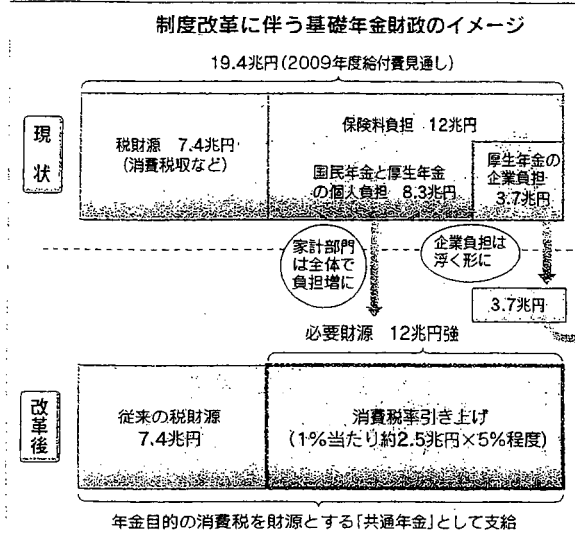 制度改革に伴う基礎年金財政のイメージ
19.4兆円(2009年度給付費見通し)
現状
税財源 7.4兆円
(消費税収など)
保険料負担 12兆円
国民年金と厚生年金
の個人負担 8.3兆円
厚生年金の
企業負担
3.7兆円
家計部門
は全体で
負担増に
企業負担は
浮く形に
3.7兆円
必要財源 12兆円強
改革後
従来の税財源
7.4兆円
消費税率引き上げ
(1%当たり約2.5兆円×5%程度)
年金目的の消費税を財源とする「共通年金」として支給